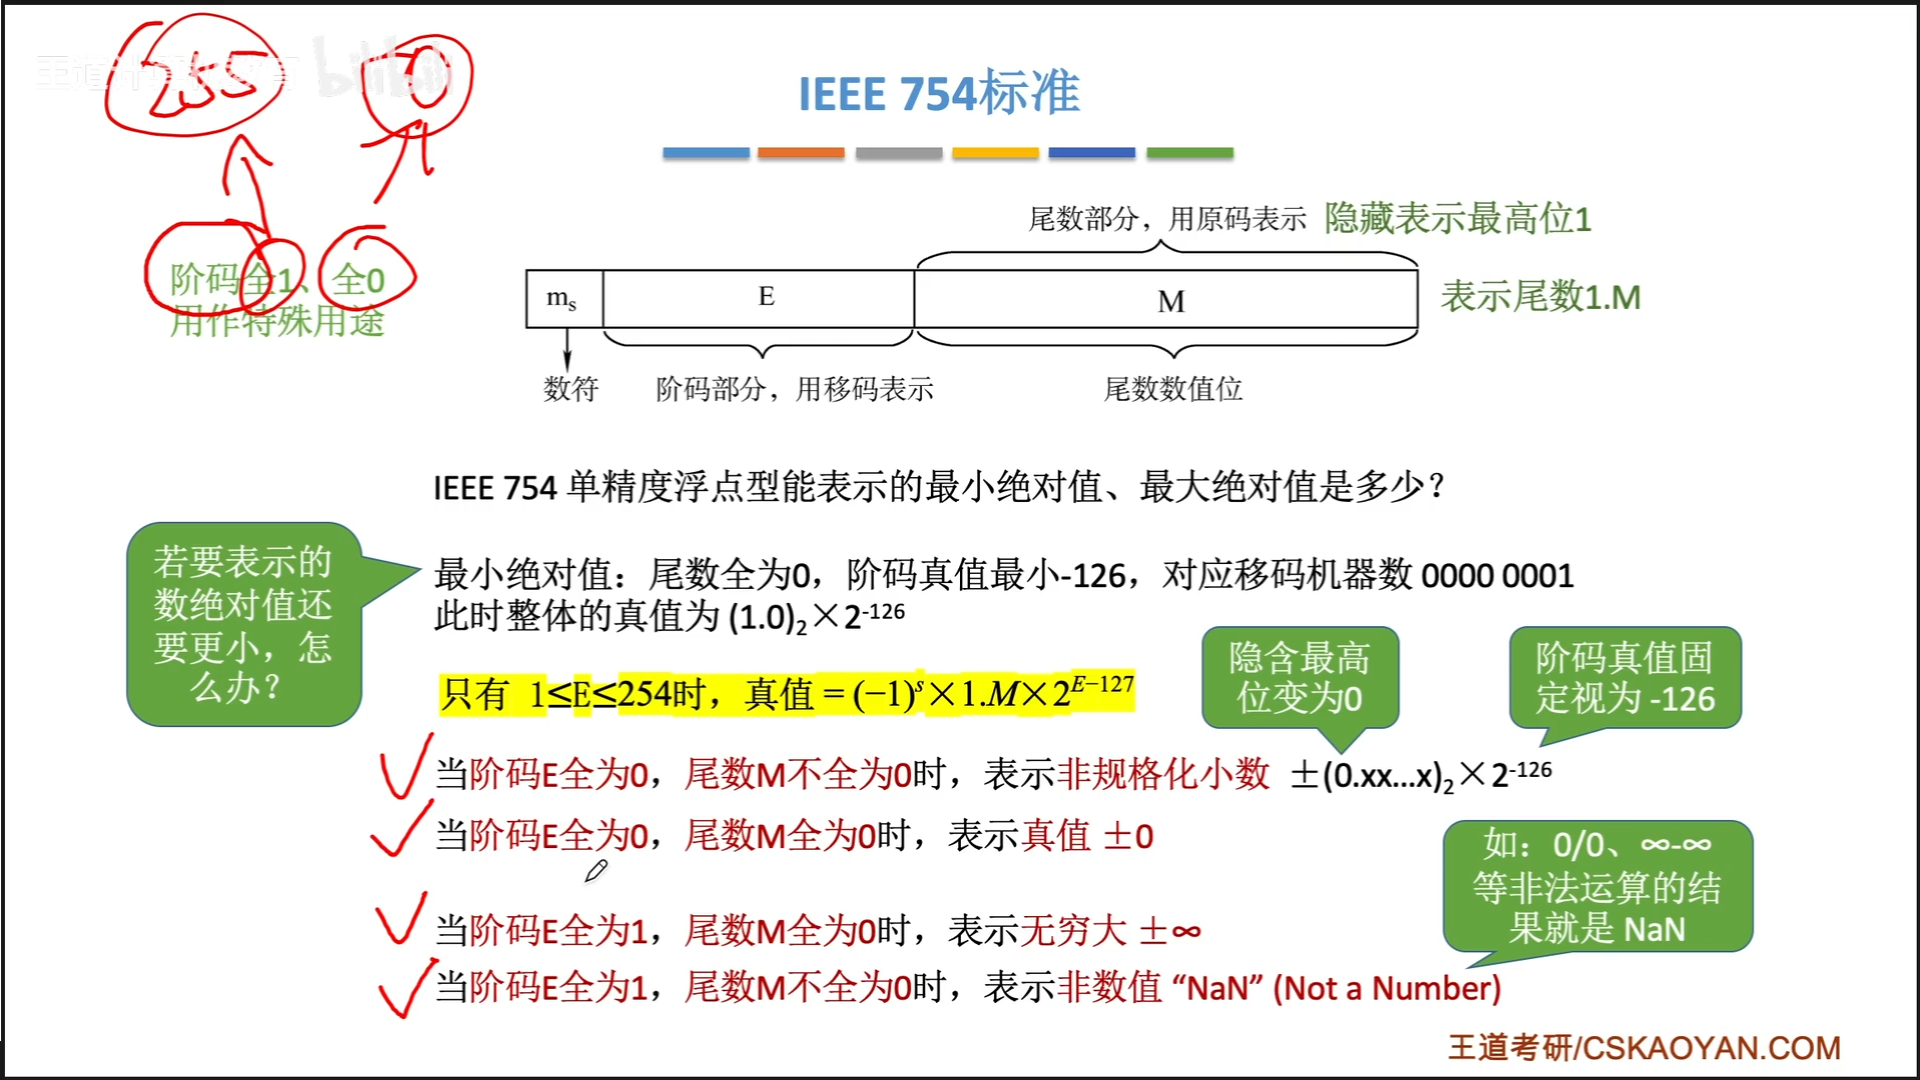 王道计算机教育 bilibili
255 0
IEEE 754标准
阶码全1、全0
用作特殊用途
尾数部分，用原码表示 隐藏表示最高位1
mₛ E M 表示尾数1.M
数符 阶码部分，用移码表示 尾数数值位
IEEE 754 单精度浮点型能表示的最小绝对值、最大绝对值是多少？
若要表示的
数绝对值还
要更小，怎
么办？
最小绝对值：尾数全为0，阶码真值最小-126，对应移码机器数 0000 0001
此时整体的真值为 (1.0)₂×2⁻¹²⁶
只有 1≤E≤254时，真值 = (−1)ˢ×1.M×2ᴱ⁻¹²⁷
隐含最高
位变为0
阶码真值固
定视为 -126
当阶码E全为0，尾数M不全为0时，表示非规格化小数 ±(0.xx...x)₂×2⁻¹²⁶
当阶码E全为0，尾数M全为0时，表示真值 ±0
如：0/0、∞-∞
等非法运算的结
果就是 NaN
当阶码E全为1，尾数M全为0时，表示无穷大 ±∞
当阶码E全为1，尾数M不全为0时，表示非数值 “NaN” (Not a Number)
王道考研/CSKAOYAN.COM